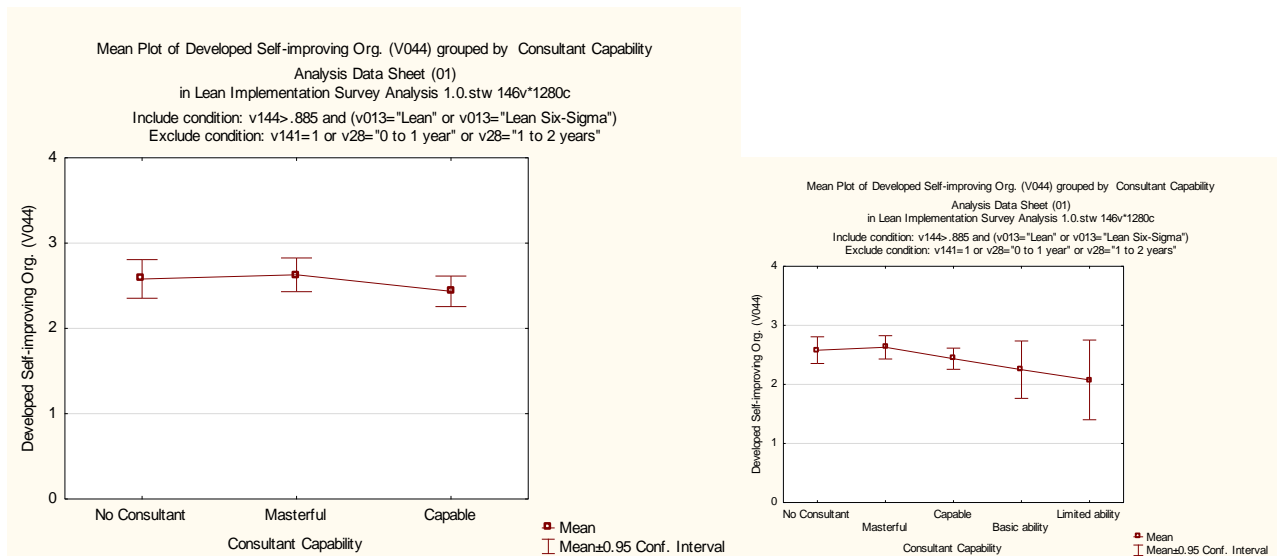 Mean Plot of Developed Self-improving Org. (V044) grouped by  Consultant Capability
Analysis Data Sheet (01)
in Lean Implementation Survey Analysis 1.0.stw 146v*1280c
Include condition: v144>.885 and (v013="Lean" or v013="Lean Six-Sigma")
Exclude condition: v141=1 or v28="0 to 1 year" or v28="1 to 2 years"
4
3
2
1
0
Developed Self-improving Org. (V044)
No Consultant
Masterful
Capable
Consultant Capability
Mean
Mean±0.95 Conf. Interval
Mean Plot of Developed Self-improving Org. (V044) grouped by  Consultant Capability
Analysis Data Sheet (01)
in Lean Implementation Survey Analysis 1.0.stw 146v*1280c
Include condition: v144>.885 and (v013="Lean" or v013="Lean Six-Sigma")
Exclude condition: v141=1 or v28="0 to 1 year" or v28="1 to 2 years"
4
3
2
1
0
Developed Self-improving Org. (V044)
No Consultant
Masterful
Capable
Basic ability
Limited ability
Consultant Capability
Mean
Mean±0.95 Conf. Interval